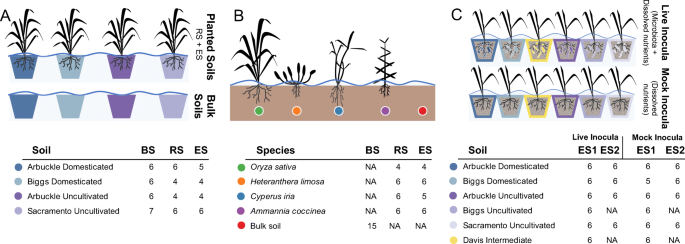 A
Planted Soils
RS + ES
Bulk
Soils
Soil BS RS ES
Arbuckle Domesticated 6 6 5
Biggs Domesticated 6 4 4
Arbuckle Uncultivated 6 4 4
Sacramento Uncultivated 7 6 6
B
Species BS RS ES
Oryza sativa NA 4 4
Heteranthera limosa NA 6 6
Cyperus iria NA 6 5
Ammannia coccinea NA 6 6
Bulk soil 15 NA NA
C
Live Inocula
(Microbiota +
Dissolved nutrients)
Mock Inocula
(Dissolved
nutrients)
Live Inocula Mock Inocula
Soil ES1 ES2 ES1 ES2
Arbuckle Domesticated 6 6 6 6
Biggs Domesticated 6 6 5 6
Arbuckle Uncultivated 6 6 6 6
Biggs Uncultivated 6 NA 6 NA
Sacramento Uncultivated 6 6 6 6
Davis Intermediate 6 NA 6 NA